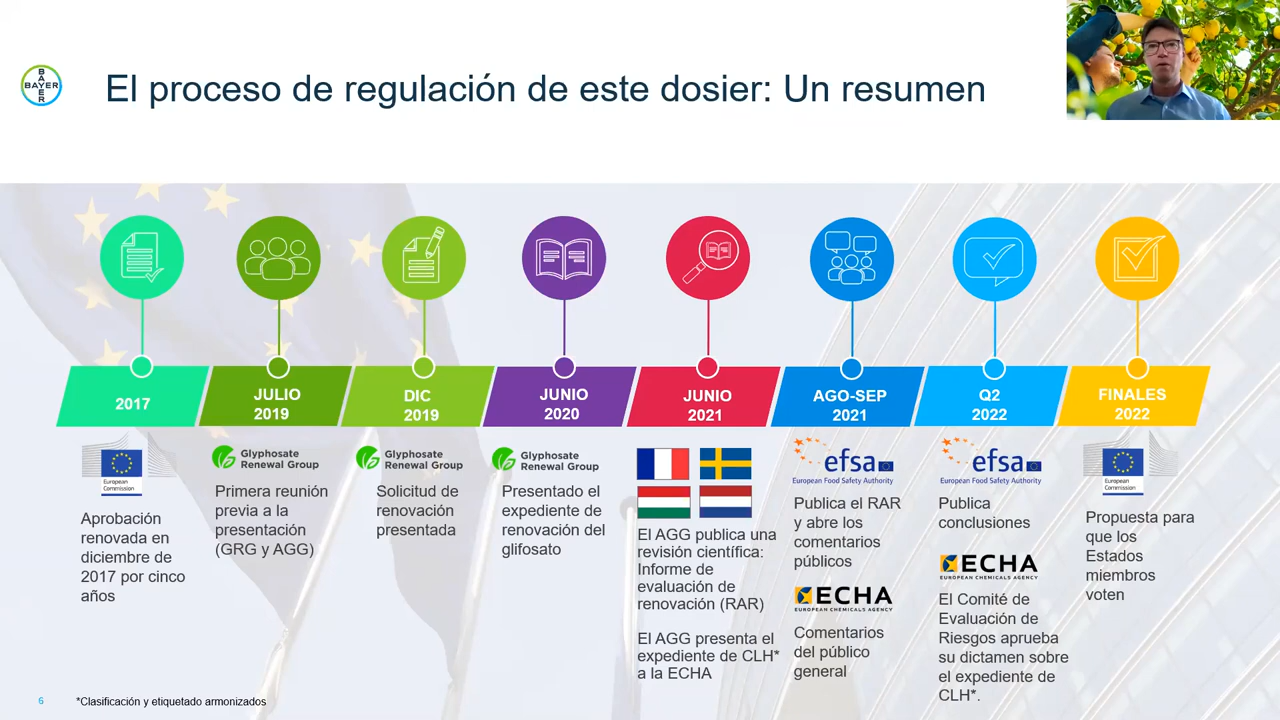 BAYER
BAYER
El proceso de regulación de este dosier: Un resumen
2017
European
Commission
Aprobación
renovada en
diciembre de
2017 por cinco
años
JULIO
2019
Glyphosate
Renewal Group
Primera reunión
previa a la
presentación
(GRG y AGG)
DIC
2019
Glyphosate
Renewal Group
Solicitud de
renovación
presentada
JUNIO
2020
Glyphosate
Renewal Group
Presentado el
expediente de
renovación del
glifosato
JUNIO
2021
El AGG publica una
revisión científica:
Informe de
evaluación de
renovación (RAR)
El AGG presenta el
expediente de CLH*
a la ECHA
AGO-SEP
2021
efsa
European Food Safety Authority
Publica el RAR
y abre los
comentarios
públicos
ECHA
EUROPEAN CHEMICALS AGENCY
Comentarios
del público
general
Q2
2022
efsa
European Food Safety Authority
Publica
conclusiones
ECHA
EUROPEAN CHEMICALS AGENCY
El Comité de
Evaluación de
Riesgos aprueba
su dictamen sobre
el expediente de
CLH*.
FINALES
2022
European
Commission
Propuesta para
que los
Estados
miembros
voten
6
*Clasificación y etiquetado armonizados